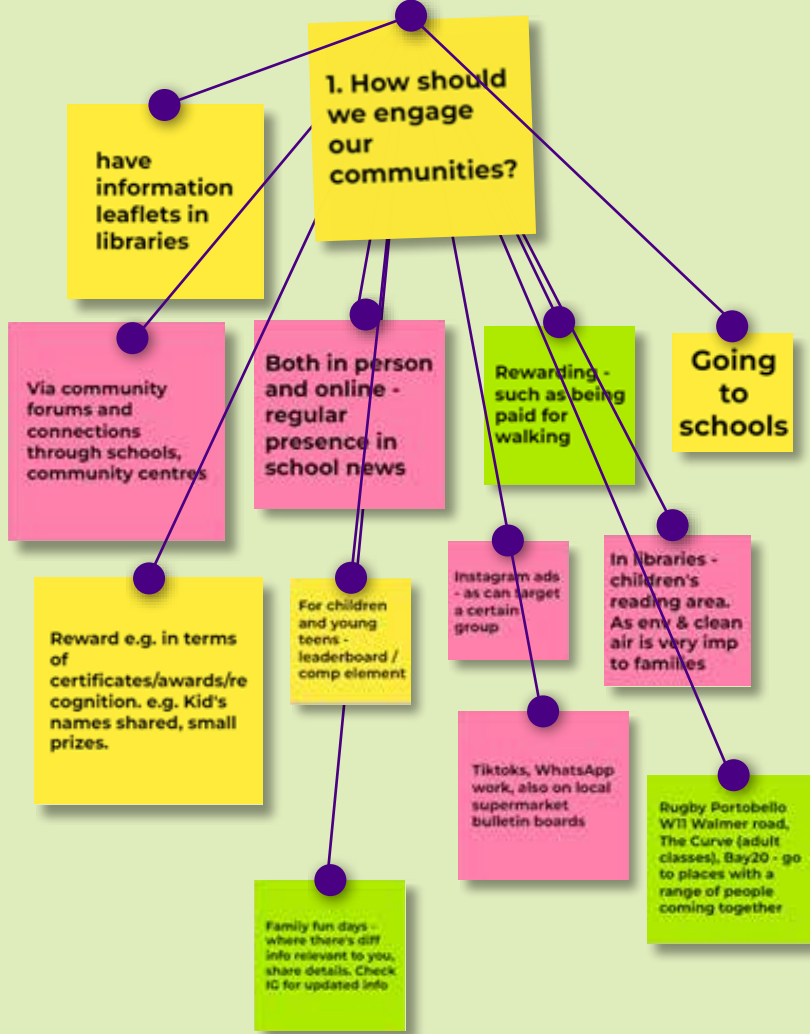 1. How should
we engage
our
communities?
have
information
leaflets in
libraries
Via community
forums and
connections
through schools,
community centres
Both in person
and online -
regular
presence in
school news
Rewarding -
such as being
paid for
walking
Going
to
schools
Reward e.g. in terms
of
certificates/awards/re
cognition. e.g. Kid's
names shared, small
prizes.
For children
and young
teens -
leaderboard /
comp element
Instagram ads
- as can target
a certain
group
In libraries -
children's
reading area.
As env & clean
air is very imp
to families
Tiktoks, WhatsApp
work, also on local
supermarket
bulletin boards
Rugby Portobello
W11 Walmer road,
The Curve (adult
classes), Bay20 - go
to places with a
range of people
coming together
Family fun days -
where there's diff
info relevant to you,
share details. Check
IG for updated info